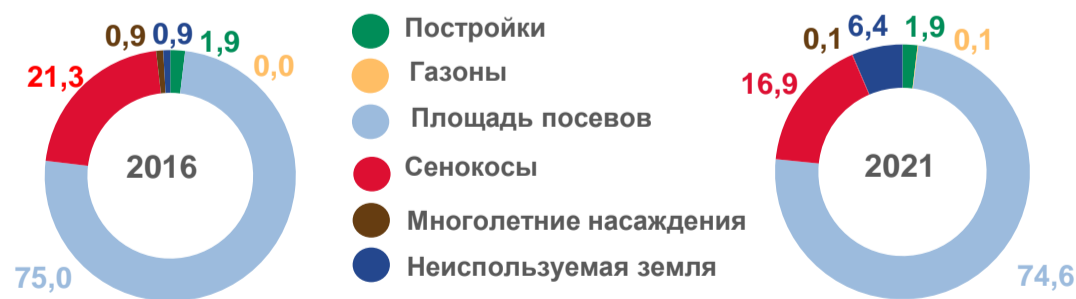 0,9
0,9
1,9
0,0
21,3
2016
75,0
Постройки
Газоны
Площадь посевов
Сенокосы
Многолетние насаждения
Неиспользуемая земля
0,1
6,4
1,9
0,1
16,9
2021
74,6